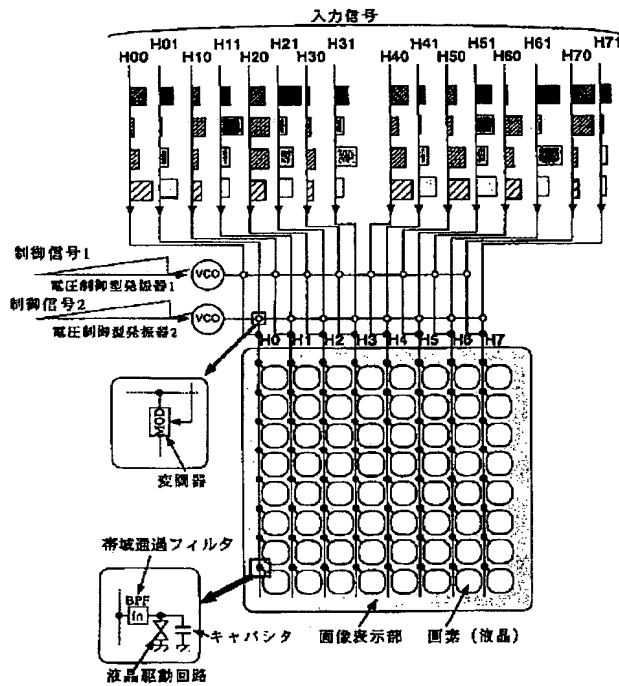 入力信号
H00 H01 H10 H11 H20 H21 H30 H31 H40 H41 H50 H51 H60 H61 H70 H71
制御信号1
VCO
電圧制御型発振器1
制御信号2
VCO
電圧制御型発振器2
H0 H1 H2 H3 H4 H5 H6 H7
MOD
変調器
帯域通過フィルタ
BPF
fn
キャパシタ
液晶駆動回路
画像表示部
画素（液晶）